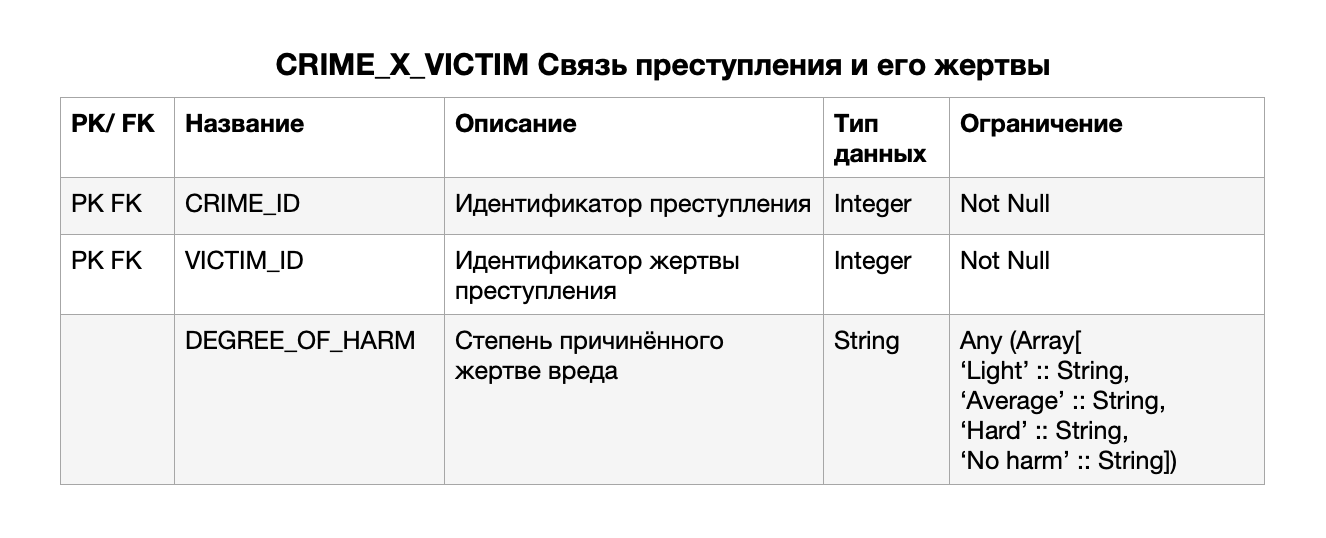 CRIME_X_VICTIM Связь преступления и его жертвы
PK/ FK Название Описание Тип данных Ограничение
PK FK CRIME_ID Идентификатор преступления Integer Not Null
PK FK VICTIM_ID Идентификатор жертвы преступления Integer Not Null
DEGREE_OF_HARM Степень причинённого жертве вреда String Any (Array[
‘Light’ :: String,
‘Average’ :: String,
‘Hard’ :: String,
‘No harm’ :: String])